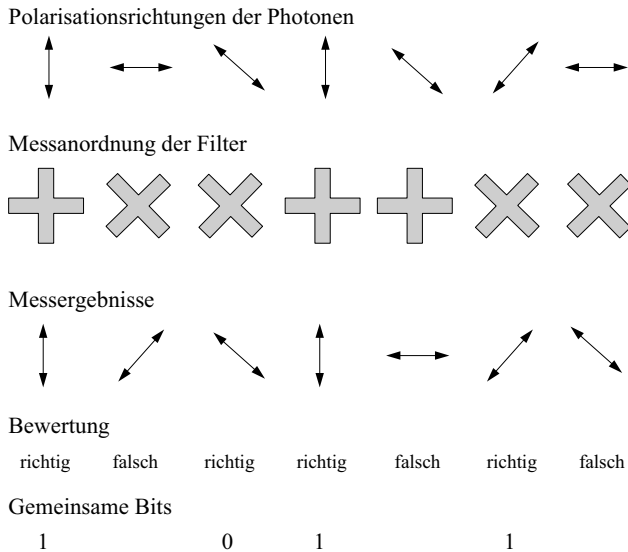 Polarisationsrichtungen der Photonen
Messanordnung der Filter
Messergebnisse
Bewertung
richtig falsch richtig richtig falsch richtig falsch
Gemeinsame Bits
1 0 1 1